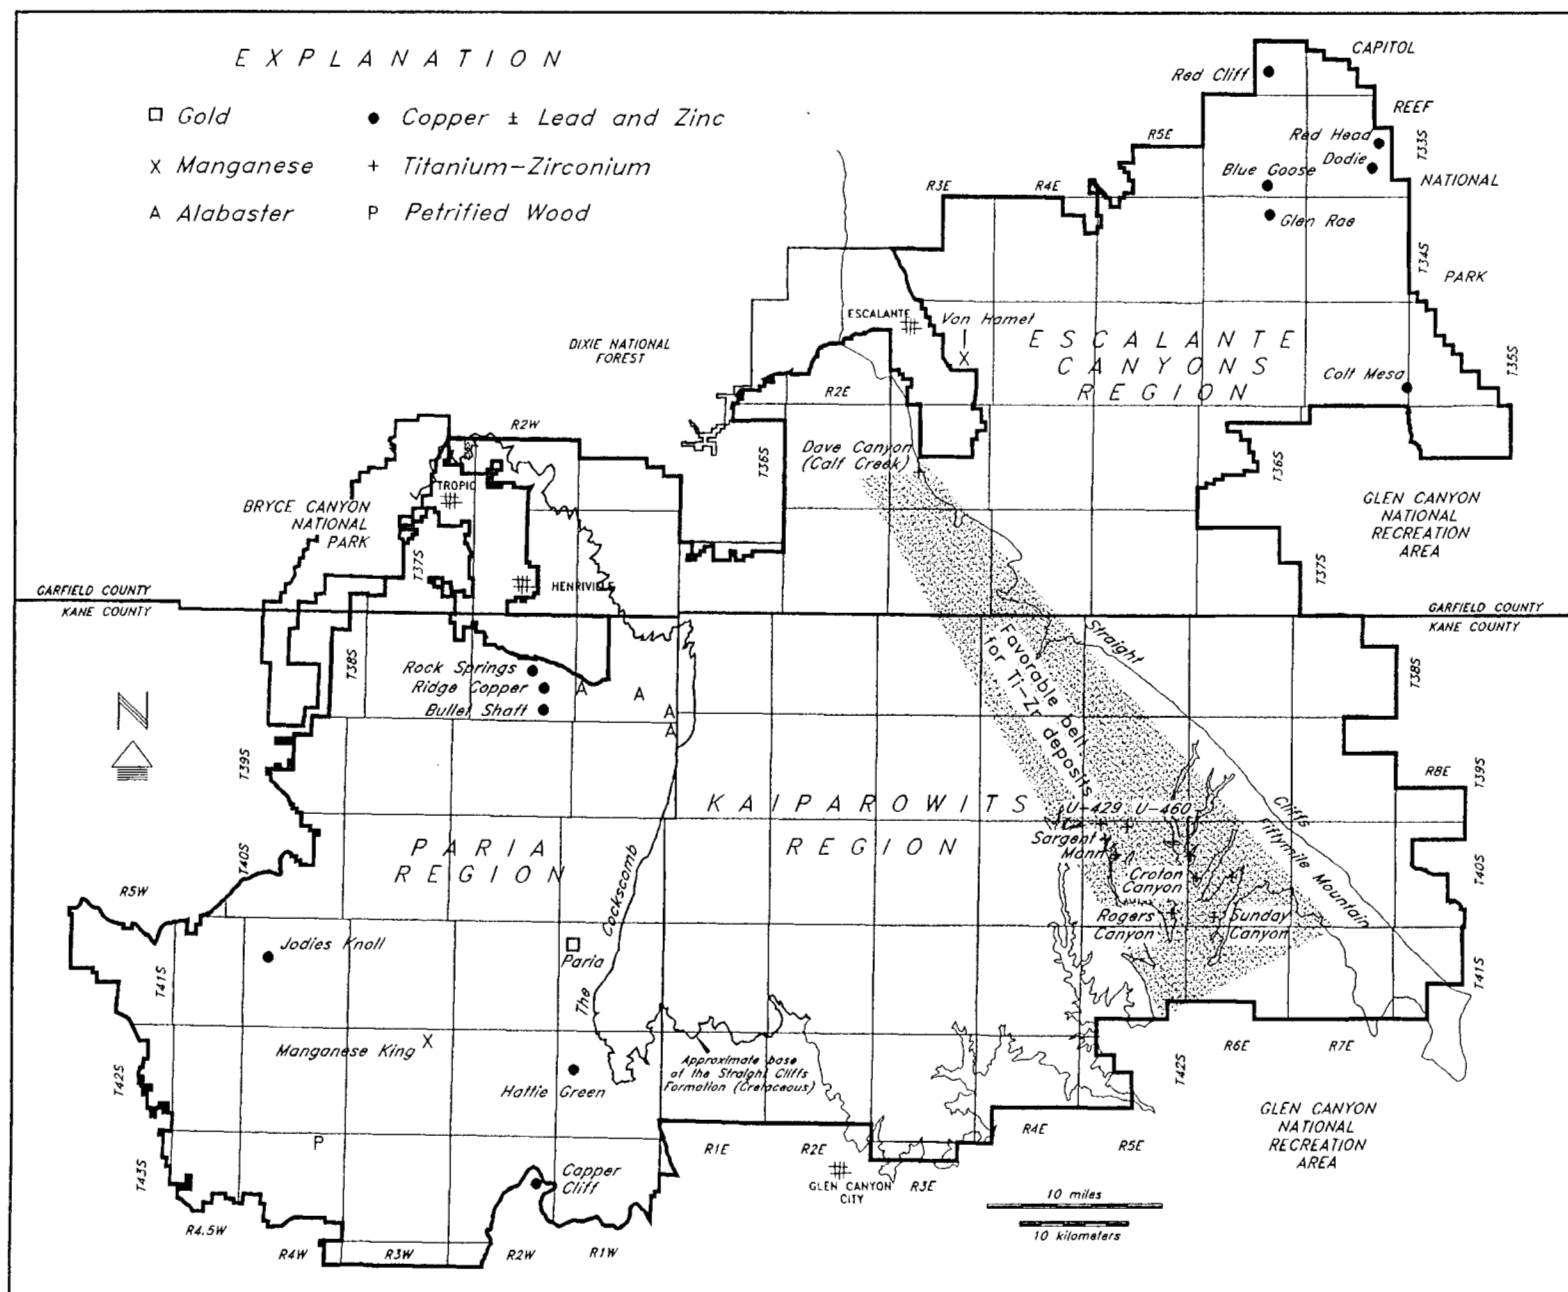 EXPLANATION
□ Gold
● Copper ± Lead and Zinc
X Manganese
+ Titanium-Zirconium
A Alabaster
P Petrified Wood
CAPITOL
Red Cliff
REEF
R5E
Red Head
T33S
Dodie
Blue Goose
NATIONAL
R3E
R4E
Glen Rae
T34S
PARK
ESCALANTE
Van Hamet
X
DIXIE NATIONAL
FOREST
ESCALANTE
CANYONS
REGION
T35S
Colt Mesa
R2E
R2W
Dave Canyon
(Calf Creek)
T36S
T36S
TROPIC
BRYCE CANYON
NATIONAL
PARK
GLEN CANYON
NATIONAL
RECREATION
AREA
T37S
T37S
HENRIVILLE
GARFIELD COUNTY
KANE COUNTY
GARFIELD COUNTY
KANE COUNTY
Straight
Favorable belt
for Ti-Zr deposits
T38S
T38S
Rock Springs
Ridge Copper
Bullet Shaft
A
A
A
A
N
T39S
T39S
R8E
KAIPAROWITS
REGION
U-429
U-460
Cliffs
Fiftymile Mountain
Sargent
Mann
PARIA
REGION
T40S
T40S
Croton
Canyon
R5W
The Cockscomb
Rogers
Canyon
Sunday
Canyon
Jodies Knoll
Paria
T41S
T41S
Manganese King
X
Approximate base
of the Straight Cliffs
Formation (Cretaceous)
R6E
R7E
T42S
T42S
Hattie Green
GLEN CANYON
NATIONAL
RECREATION
AREA
P
T43S
R1E
R2E
R4E
R5E
Copper
Cliff
GLEN CANYON
CITY
R3E
10 miles
10 kilometers
R4.5W
R4W
R3W
R2W
R1W